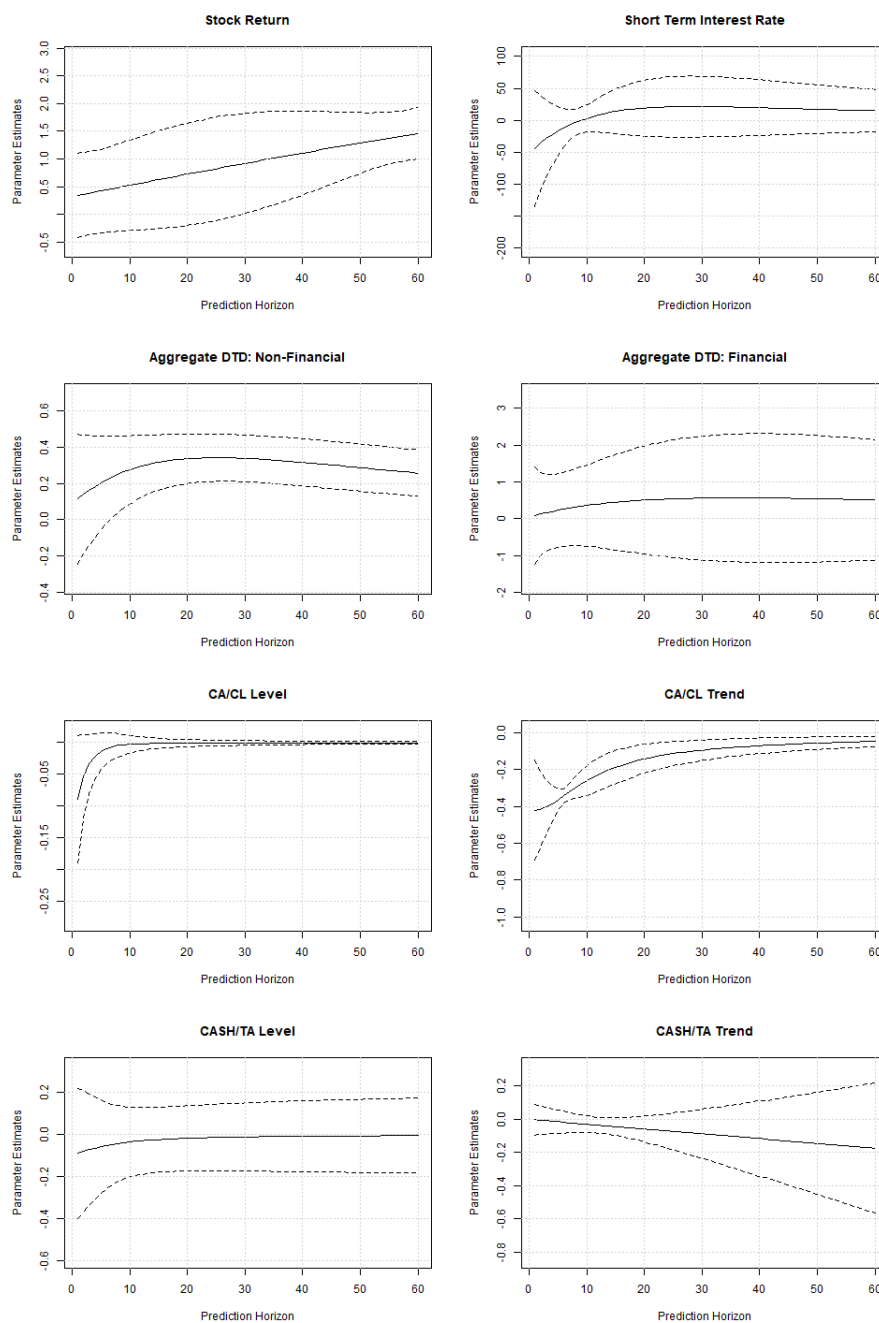 Stock Return
Parameter Estimates
3.0
2.5
2.0
1.5
1.0
0.5
-0.5
0 10 20 30 40 50 60
Prediction Horizon
Short Term Interest Rate
Parameter Estimates
100
50
0
-50
-100
-200
0 10 20 30 40 50 60
Prediction Horizon
Aggregate DTD: Non-Financial
Parameter Estimates
0.6
0.4
0.2
0.0
-0.2
-0.4
0 10 20 30 40 50 60
Prediction Horizon
Aggregate DTD: Financial
Parameter Estimates
3
2
1
0
-1
-2
0 10 20 30 40 50 60
Prediction Horizon
CA/CL Level
Parameter Estimates
-0.05
-0.15
-0.25
0 10 20 30 40 50 60
Prediction Horizon
CA/CL Trend
Parameter Estimates
0.0
-0.2
-0.4
-0.6
-0.8
-1.0
0 10 20 30 40 50 60
Prediction Horizon
CASH/TA Level
Parameter Estimates
0.2
0.0
-0.2
-0.4
-0.6
0 10 20 30 40 50 60
Prediction Horizon
CASH/TA Trend
Parameter Estimates
0.2
0.0
-0.2
-0.4
-0.6
-0.8
0 10 20 30 40 50 60
Prediction Horizon